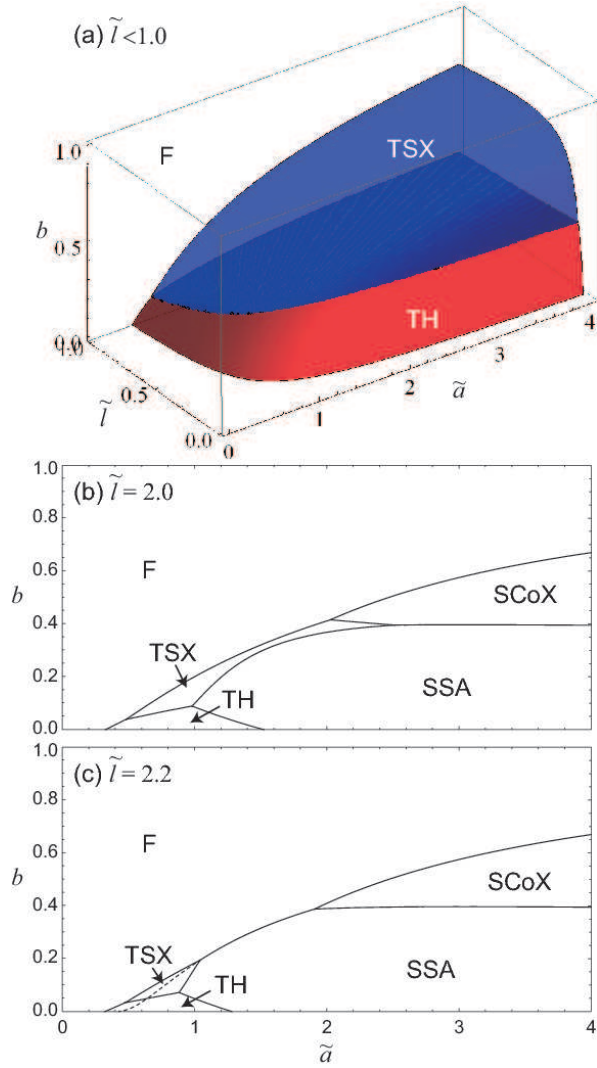 (a) l̃ <1.0
1.0
F
TSX
b
0.5
TH
0.0
1.0
4
3
0.5
2
ã
l̃
1
0.0
0
(b) l̃ = 2.0
1.0
0.8
F
0.6
b
SCoX
0.4
TSX
0.2
TH
SSA
0.0
(c) l̃ = 2.2
1.0
0.8
F
0.6
b
SCoX
0.4
TSX
0.2
TH
SSA
0.0
0 1 2 3 4
ã